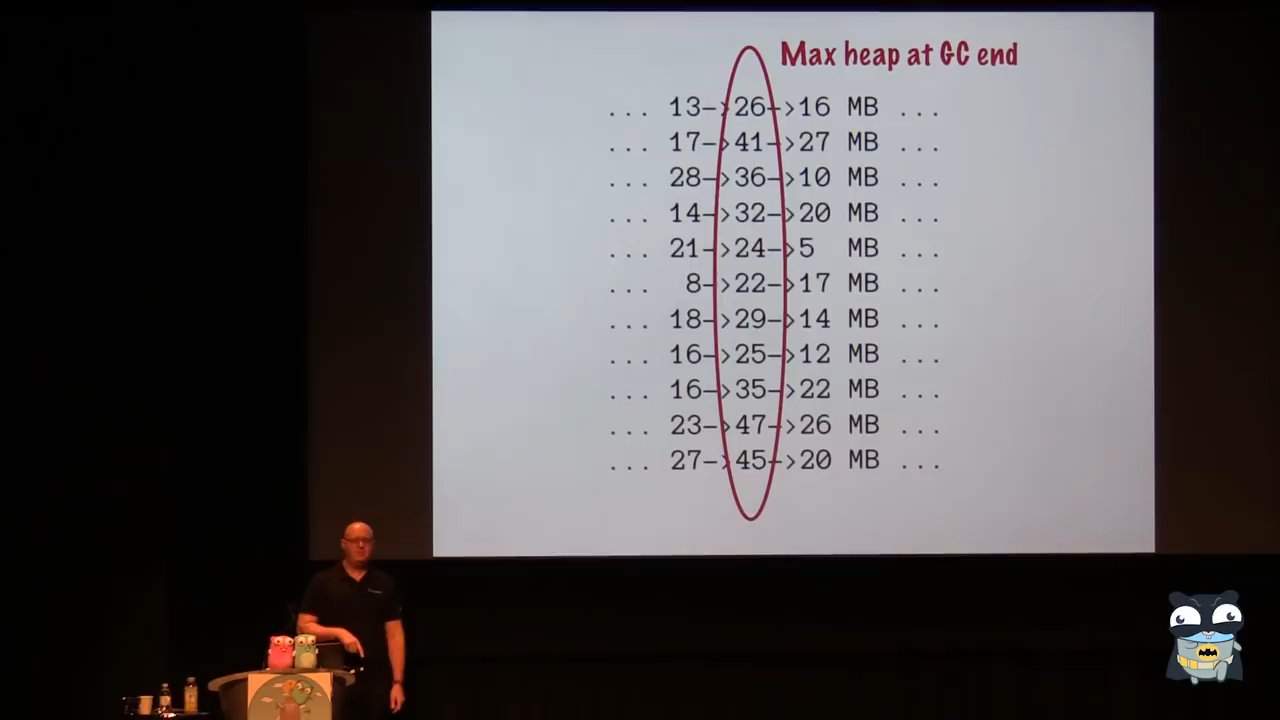 Max heap at GC end
... 13->26->16 MB ...
... 17->41->27 MB ...
... 28->36->10 MB ...
... 14->32->20 MB ...
... 21->24->5 MB ...
... 8->22->17 MB ...
... 18->29->14 MB ...
... 16->25->12 MB ...
... 16->35->22 MB ...
... 23->47->26 MB ...
... 27->45->20 MB ...